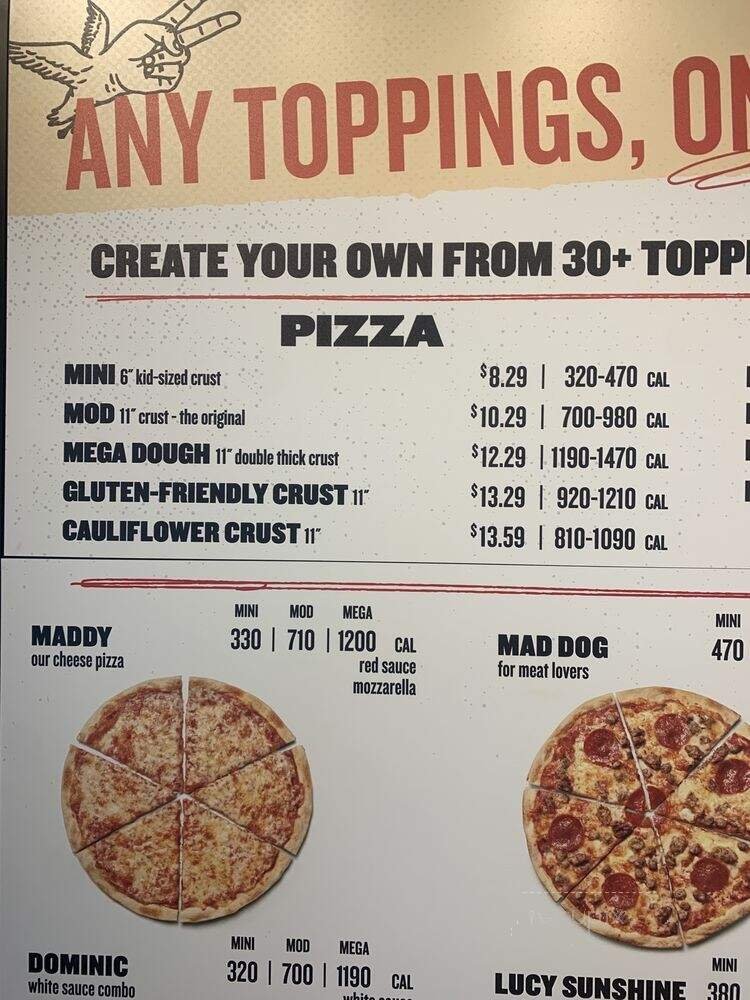 ANY TOPPINGS,
CREATE YOUR OWN FROM 30+
PIZZA
MINI 6" kid-sized crust $8.29 | 320-470 CAL
MOD 11" crust - the original $10.29 | 700-980 CAL
MEGA DOUGH 11" double thick crust $12.29 | 1190-1470 CAL
GLUTEN-FRIENDLY CRUST 11" $13.29 | 920-1210 CAL
CAULIFLOWER CRUST 11" $13.59 | 810-1090 CAL
MINI MOD MEGA
MADDY 330 | 710 | 1200 CAL
our cheese pizza
red sauce
mozzarella
MINI
MAD DOG 470
for meat lovers
MINI MOD MEGA
DOMINIC 320 | 700 | 1190 CAL
white sauce combo
white sauce
MINI
LUCY SUNSHINE 380